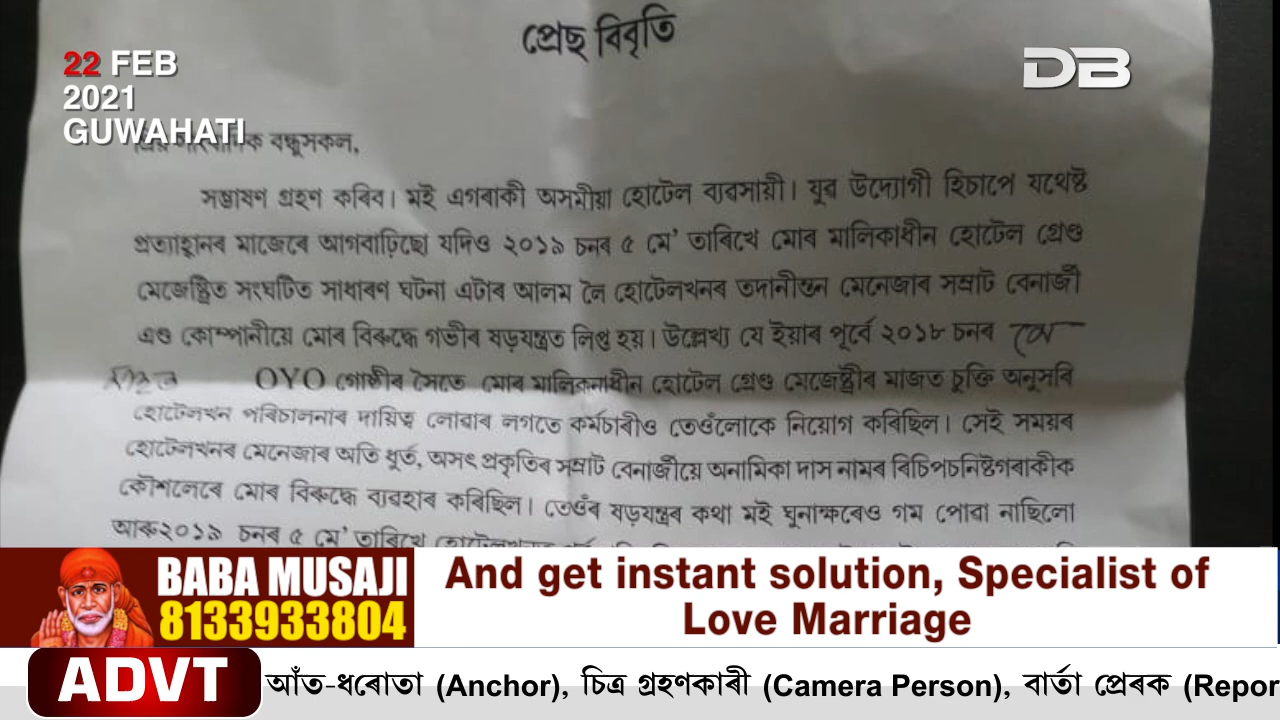 প্ৰেছ বিবৃতি
22 FEB
2021
GUWAHATI
DB
বন্ধুসকল,
সম্ভাষণ গ্ৰহণ কৰিব। মই এগৰাকী অসমীয়া হোটেল ব্যৱসায়ী। যুৱ উদ্যোগী হিচাপে যথেষ্ট
প্ৰত্যাহ্বানৰ মাজেৰে আগবাঢ়িছো যদিও ২০১৯ চনৰ ৫ মে' তাৰিখে মোৰ মালিকাধীন হোটেল গ্ৰেণ্ড
মেজেষ্ট্ৰিত সংঘটিত সাধাৰণ ঘটনা এটাৰ আলম লৈ হোটেলখনৰ তদানীন্তন মেনেজাৰ সম্ৰাট বেনাৰ্জী
এণ্ড কোম্পানীয়ে মোৰ বিৰুদ্ধে গভীৰ ষড়যন্ত্ৰত লিপ্ত হয়। উল্লেখ্য যে ইয়াৰ পূৰ্বে ২০১৮ চনৰ
OYO গোষ্ঠীৰ সৈতে মোৰ মালিকনাধীন হোটেল গ্ৰেণ্ড মেজেষ্ট্ৰীৰ মাজত চুক্তি অনুসৰি
হোটেলখন পৰিচালনাৰ দায়িত্ব লোৱাৰ লগতে কৰ্মচাৰীও তেওঁলোকে নিয়োগ কৰিছিল। সেই সময়ৰ
হোটেলখনৰ মেনেজাৰ অতি ধুৰ্ত, অসৎ প্ৰকৃতিৰ সম্ৰাট বেনাৰ্জীয়ে অনামিকা দাস নামৰ ৰিচিপচনিষ্টগৰাকীক
কৌশলেৰে মোৰ বিৰুদ্ধে ব্যৱহাৰ কৰিছিল। তেওঁৰ ষড়যন্ত্ৰৰ কথা মই ঘূনাক্ষৰেও গম পোৱা নাছিলো
আৰু২০১৯ চনৰ ৫ মে' তাৰিখে
BABA MUSAJI
8133933804
And get instant solution, Specialist of
Love Marriage
ADVT
আঁত-ধৰোতা (Anchor), চিত্ৰ গ্ৰহণকাৰী (Camera Person), বাৰ্তা প্ৰেৰক (Repor